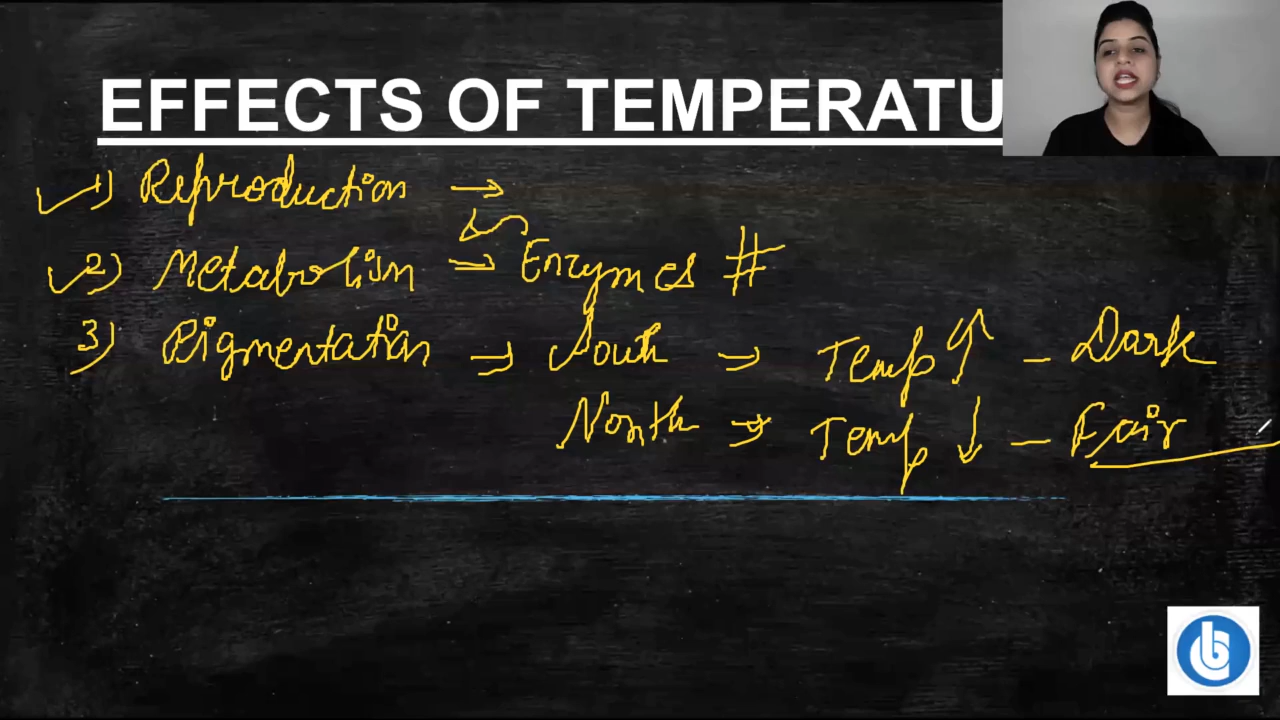 EFFECTS OF TEMPERATU
1) Reproduction →
2) Metabolism → Enzymes #
3) Pigmentation → South → Temp ↑ - Dark
North → Temp ↓ - Fair